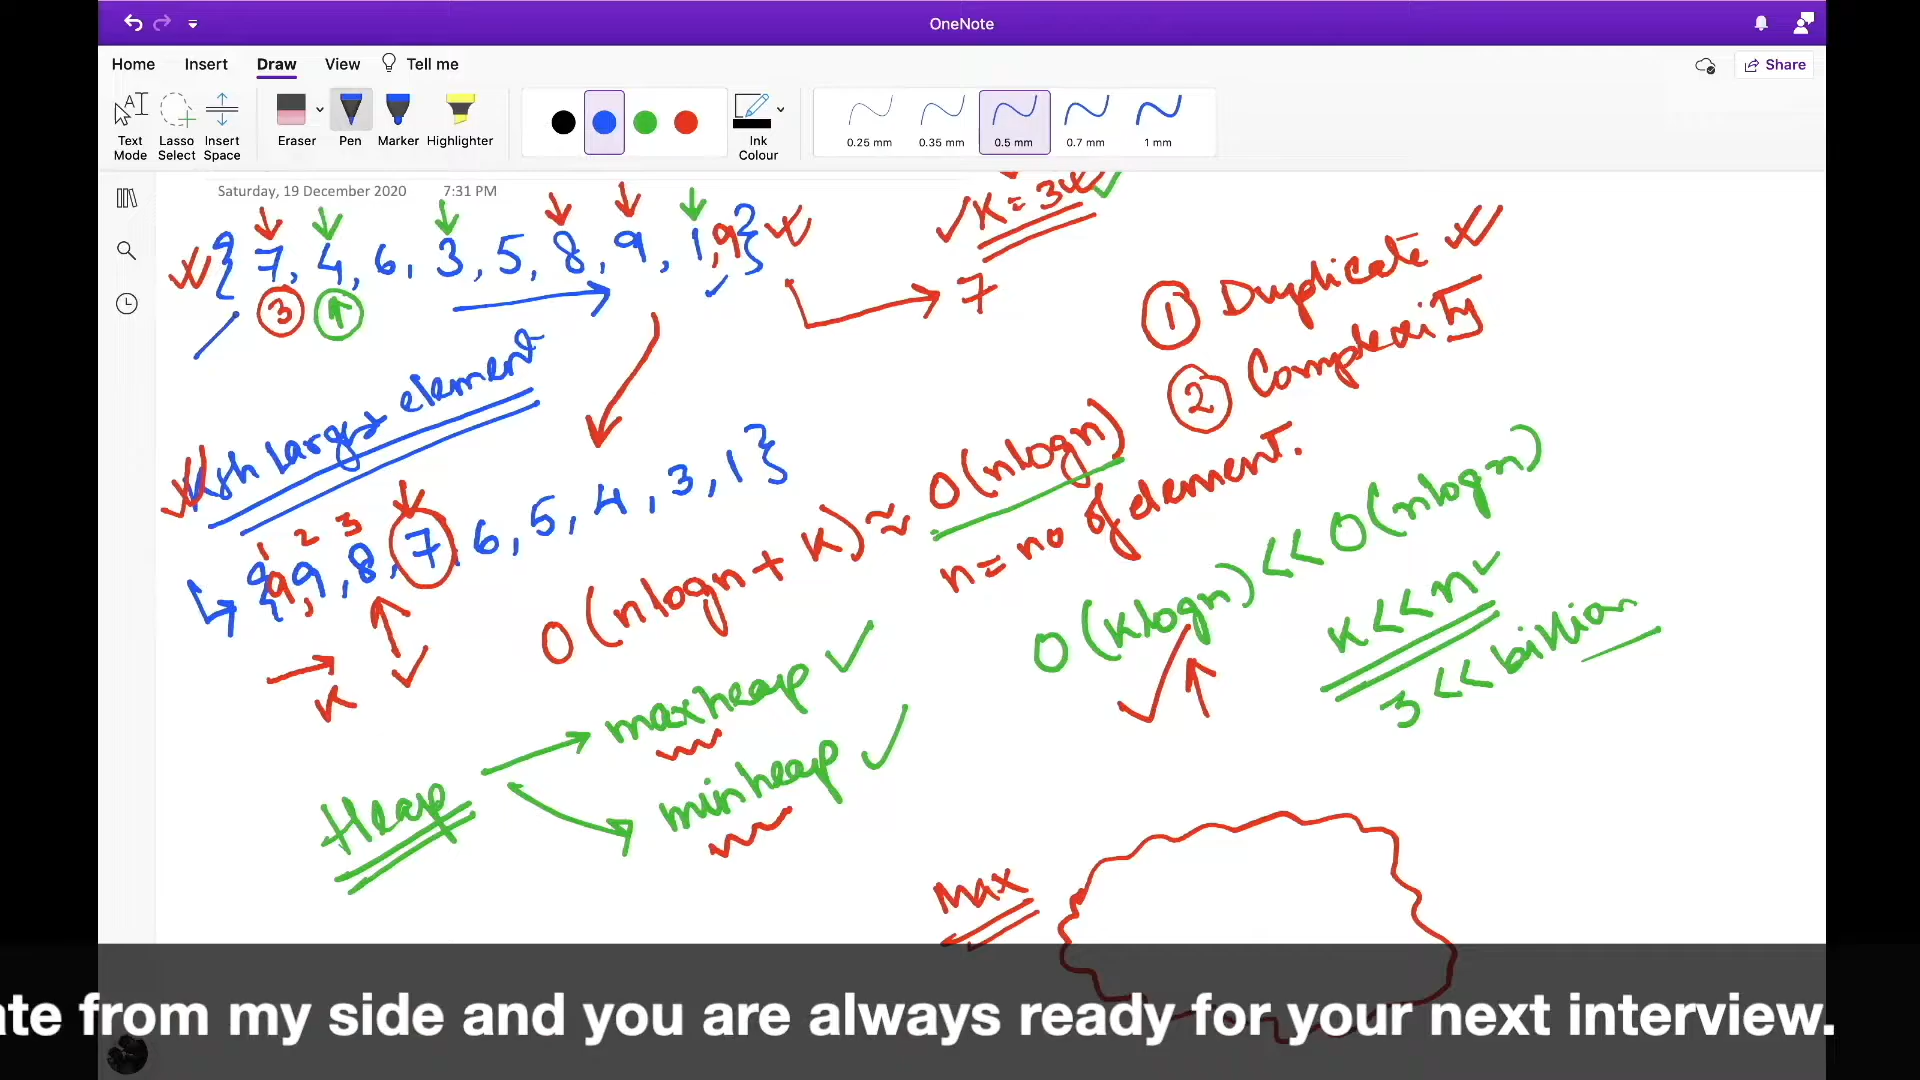 OneNote
Home Insert Draw View Tell me
Share
Text Mode
Lasso Select
Insert Space
Eraser
Pen
Marker
Highlighter
Ink Colour
0.25 mm
0.35 mm
0.5 mm
0.7 mm
1 mm
Saturday, 19 December 2020 7:31 PM
K = 3
{ 7, 4, 6, 3, 5, 8, 9, 1, 9 }
3
7
① Duplicate
② Complexity
Kth largest element
1 2 3
{ 9, 9, 8, 7, 6, 5, 4, 3, 1 }
K
O(nlogn + K) ≈ O(nlogn)
n = no of element.
O(Klogn) << O(nlogn)
K << n
3 << billion
Heap
maxheap
minheap
Max
ate from my side and you are always ready for your next interview.